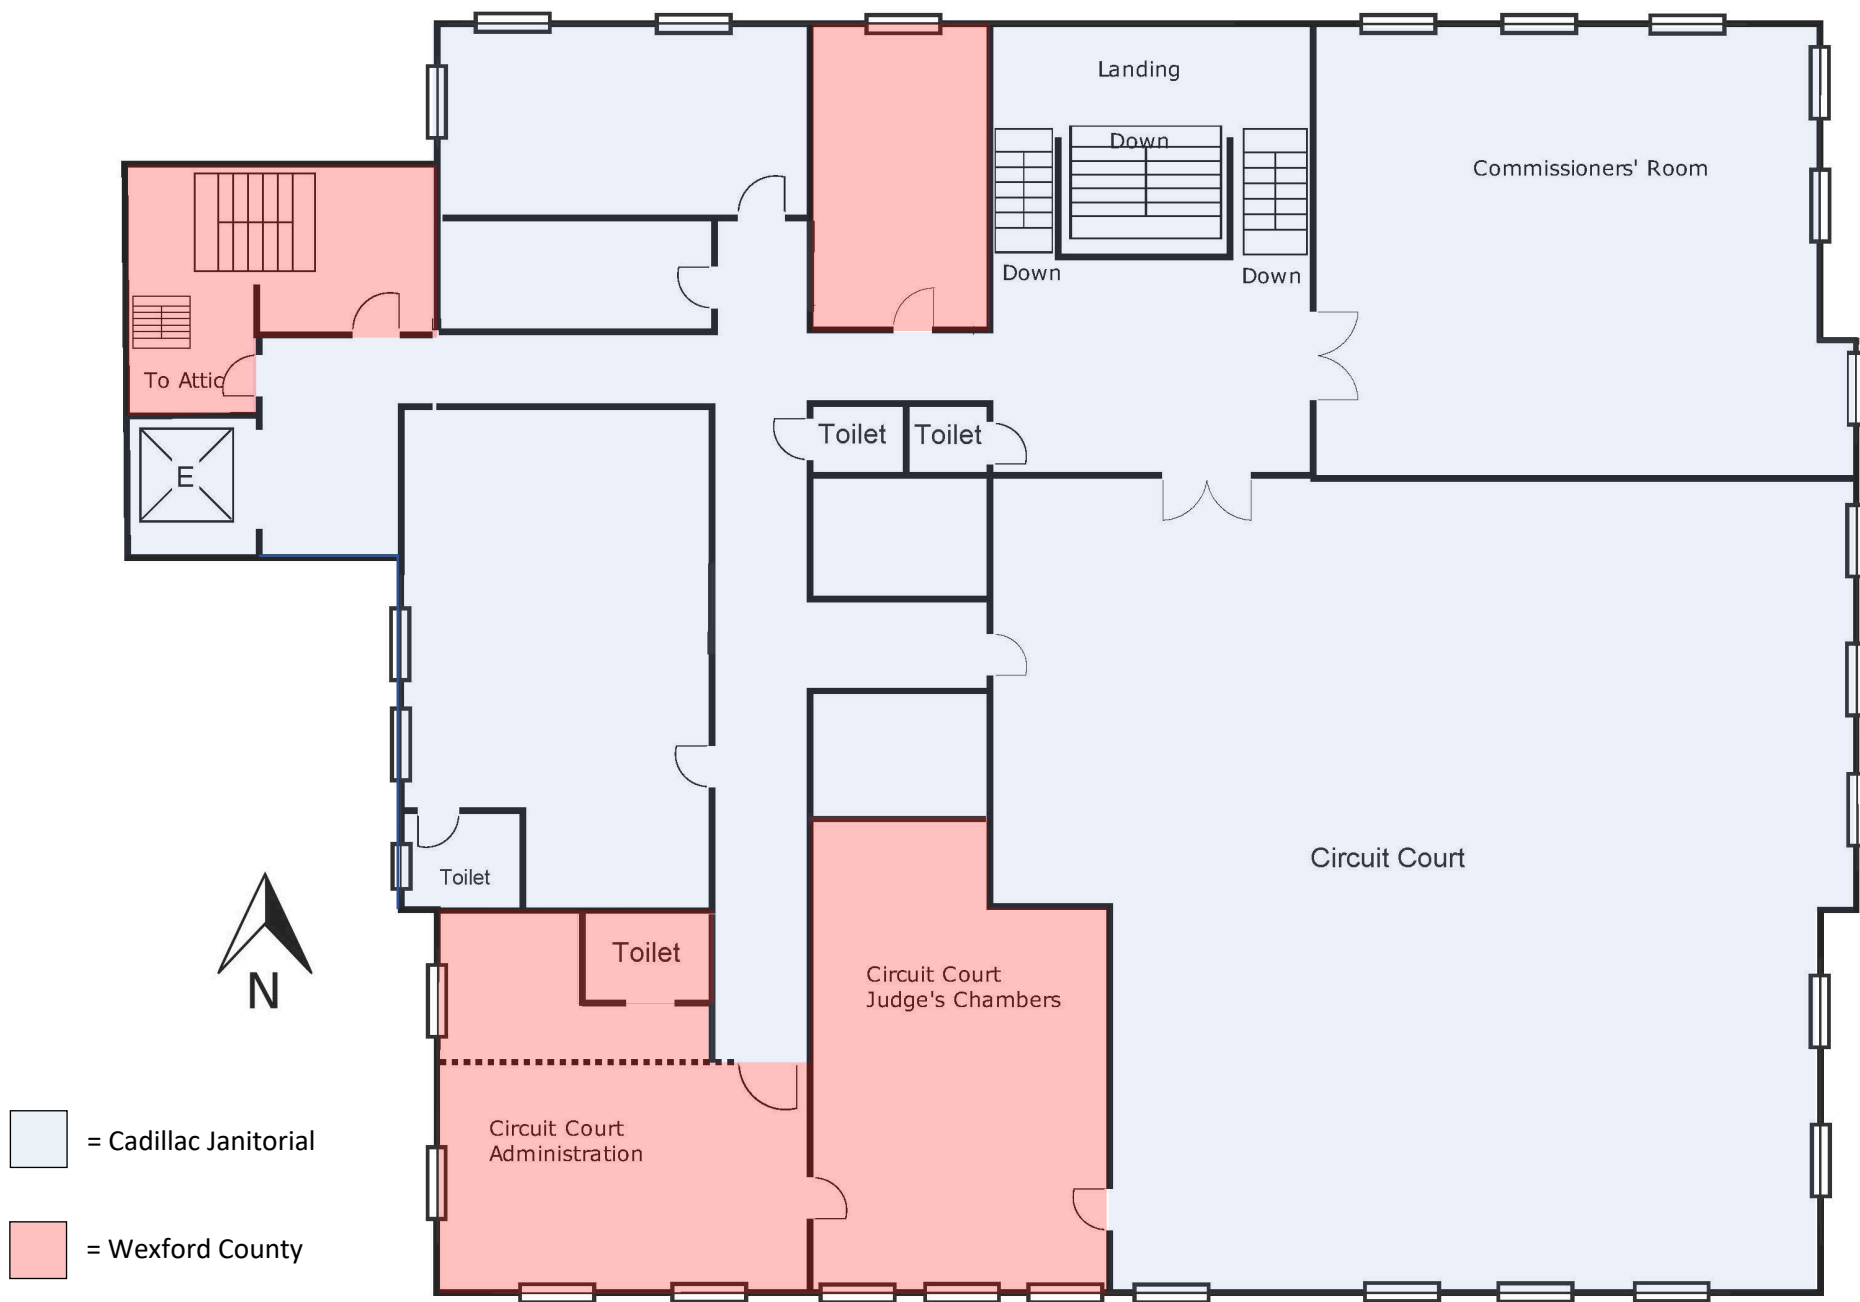 Landing
Down
Commissioners' Room
Down
Down
To Attic
Toilet
Toilet
E
Circuit Court
Toilet
Toilet
Circuit Court
Judge's Chambers
N
Circuit Court
Administration
= Cadillac Janitorial
= Wexford County